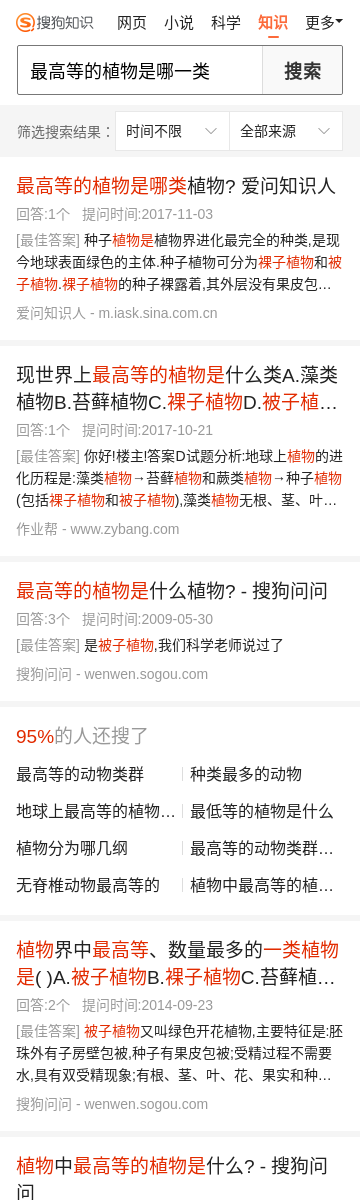 搜狗知识 网页 小说 科学 知识 更多
最高等的植物是哪一类 搜索
筛选搜索结果： 时间不限 全部来源
最高等的植物是哪类植物? 爱问知识人
回答:1个 提问时间:2017-11-03
[最佳答案] 种子植物是植物界进化最完全的种类,是现
今地球表面绿色的主体.种子植物可分为裸子植物和被
子植物.裸子植物的种子裸露着,其外层没有果皮包…
爱问知识人 - m.iask.sina.com.cn
现世界上最高等的植物是什么类A.藻类
植物B.苔藓植物C.裸子植物D.被子植…
回答:1个 提问时间:2017-10-21
[最佳答案] 你好!楼主!答案D试题分析:地球上植物的进
化历程是:藻类植物→苔藓植物和蕨类植物→种子植物
(包括裸子植物和被子植物),藻类植物无根、茎、叶…
作业帮 - www.zybang.com
最高等的植物是什么植物? - 搜狗问问
回答:3个 提问时间:2009-05-30
[最佳答案] 是被子植物,我们科学老师说过了
搜狗问问 - wenwen.sogou.com
95%的人还搜了
最高等的动物类群 种类最多的动物
地球上最高等的植物… 最低等的植物是什么
植物分为哪几纲 最高等的动物类群…
无脊椎动物最高等的 植物中最高等的植…
植物界中最高等、数量最多的一类植物
是( )A.被子植物B.裸子植物C.苔藓植…
回答:2个 提问时间:2014-09-23
[最佳答案] 被子植物又叫绿色开花植物,主要特征是:胚
珠外有子房壁包被,种子有果皮包被;受精过程不需要
水,具有双受精现象;有根、茎、叶、花、果实和种…
搜狗问问 - wenwen.sogou.com
植物中最高等的植物是什么? - 搜狗问
问